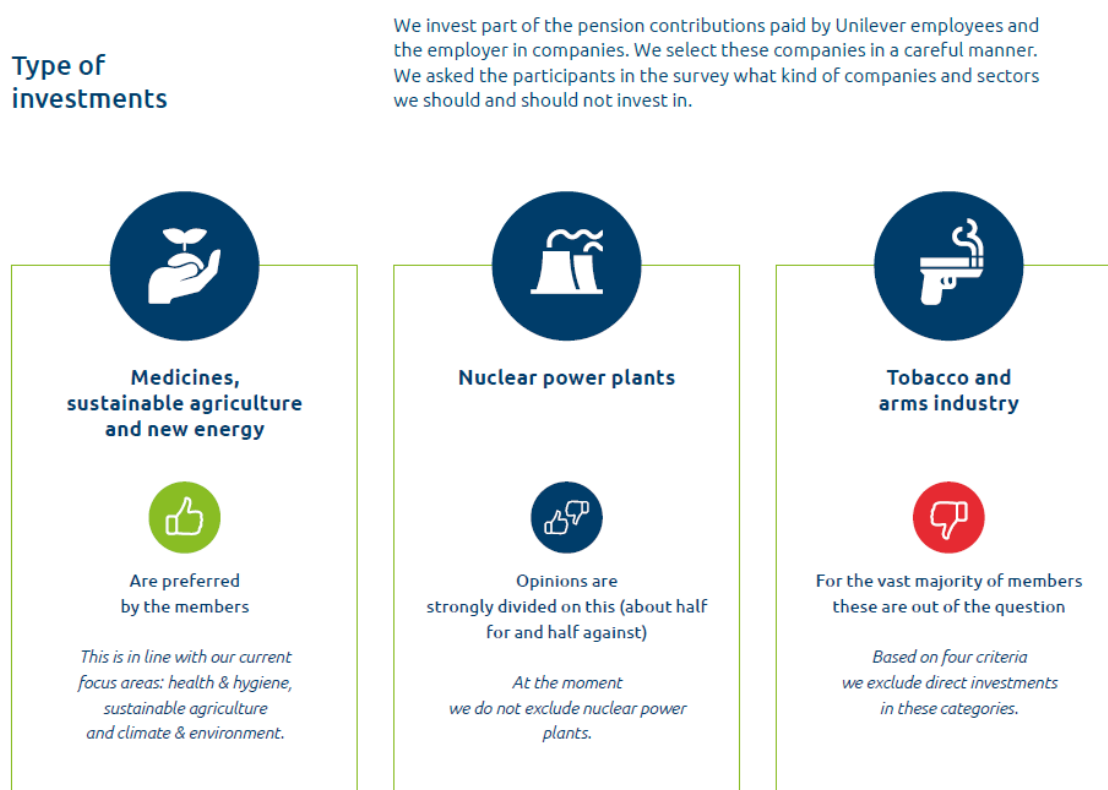 Type of
investments
We invest part of the pension contributions paid by Unilever employees and
the employer in companies. We select these companies in a careful manner.
We asked the participants in the survey what kind of companies and sectors
we should and should not invest in.
Medicines,
sustainable agriculture
and new energy
Are preferred
by the members
This is in line with our current
focus areas: health & hygiene,
sustainable agriculture
and climate & environment.
Nuclear power plants
Opinions are
strongly divided on this (about half
for and half against)
At the moment
we do not exclude nuclear power
plants.
Tobacco and
arms industry
For the vast majority of members
these are out of the question
Based on four criteria
we exclude direct investments
in these categories.